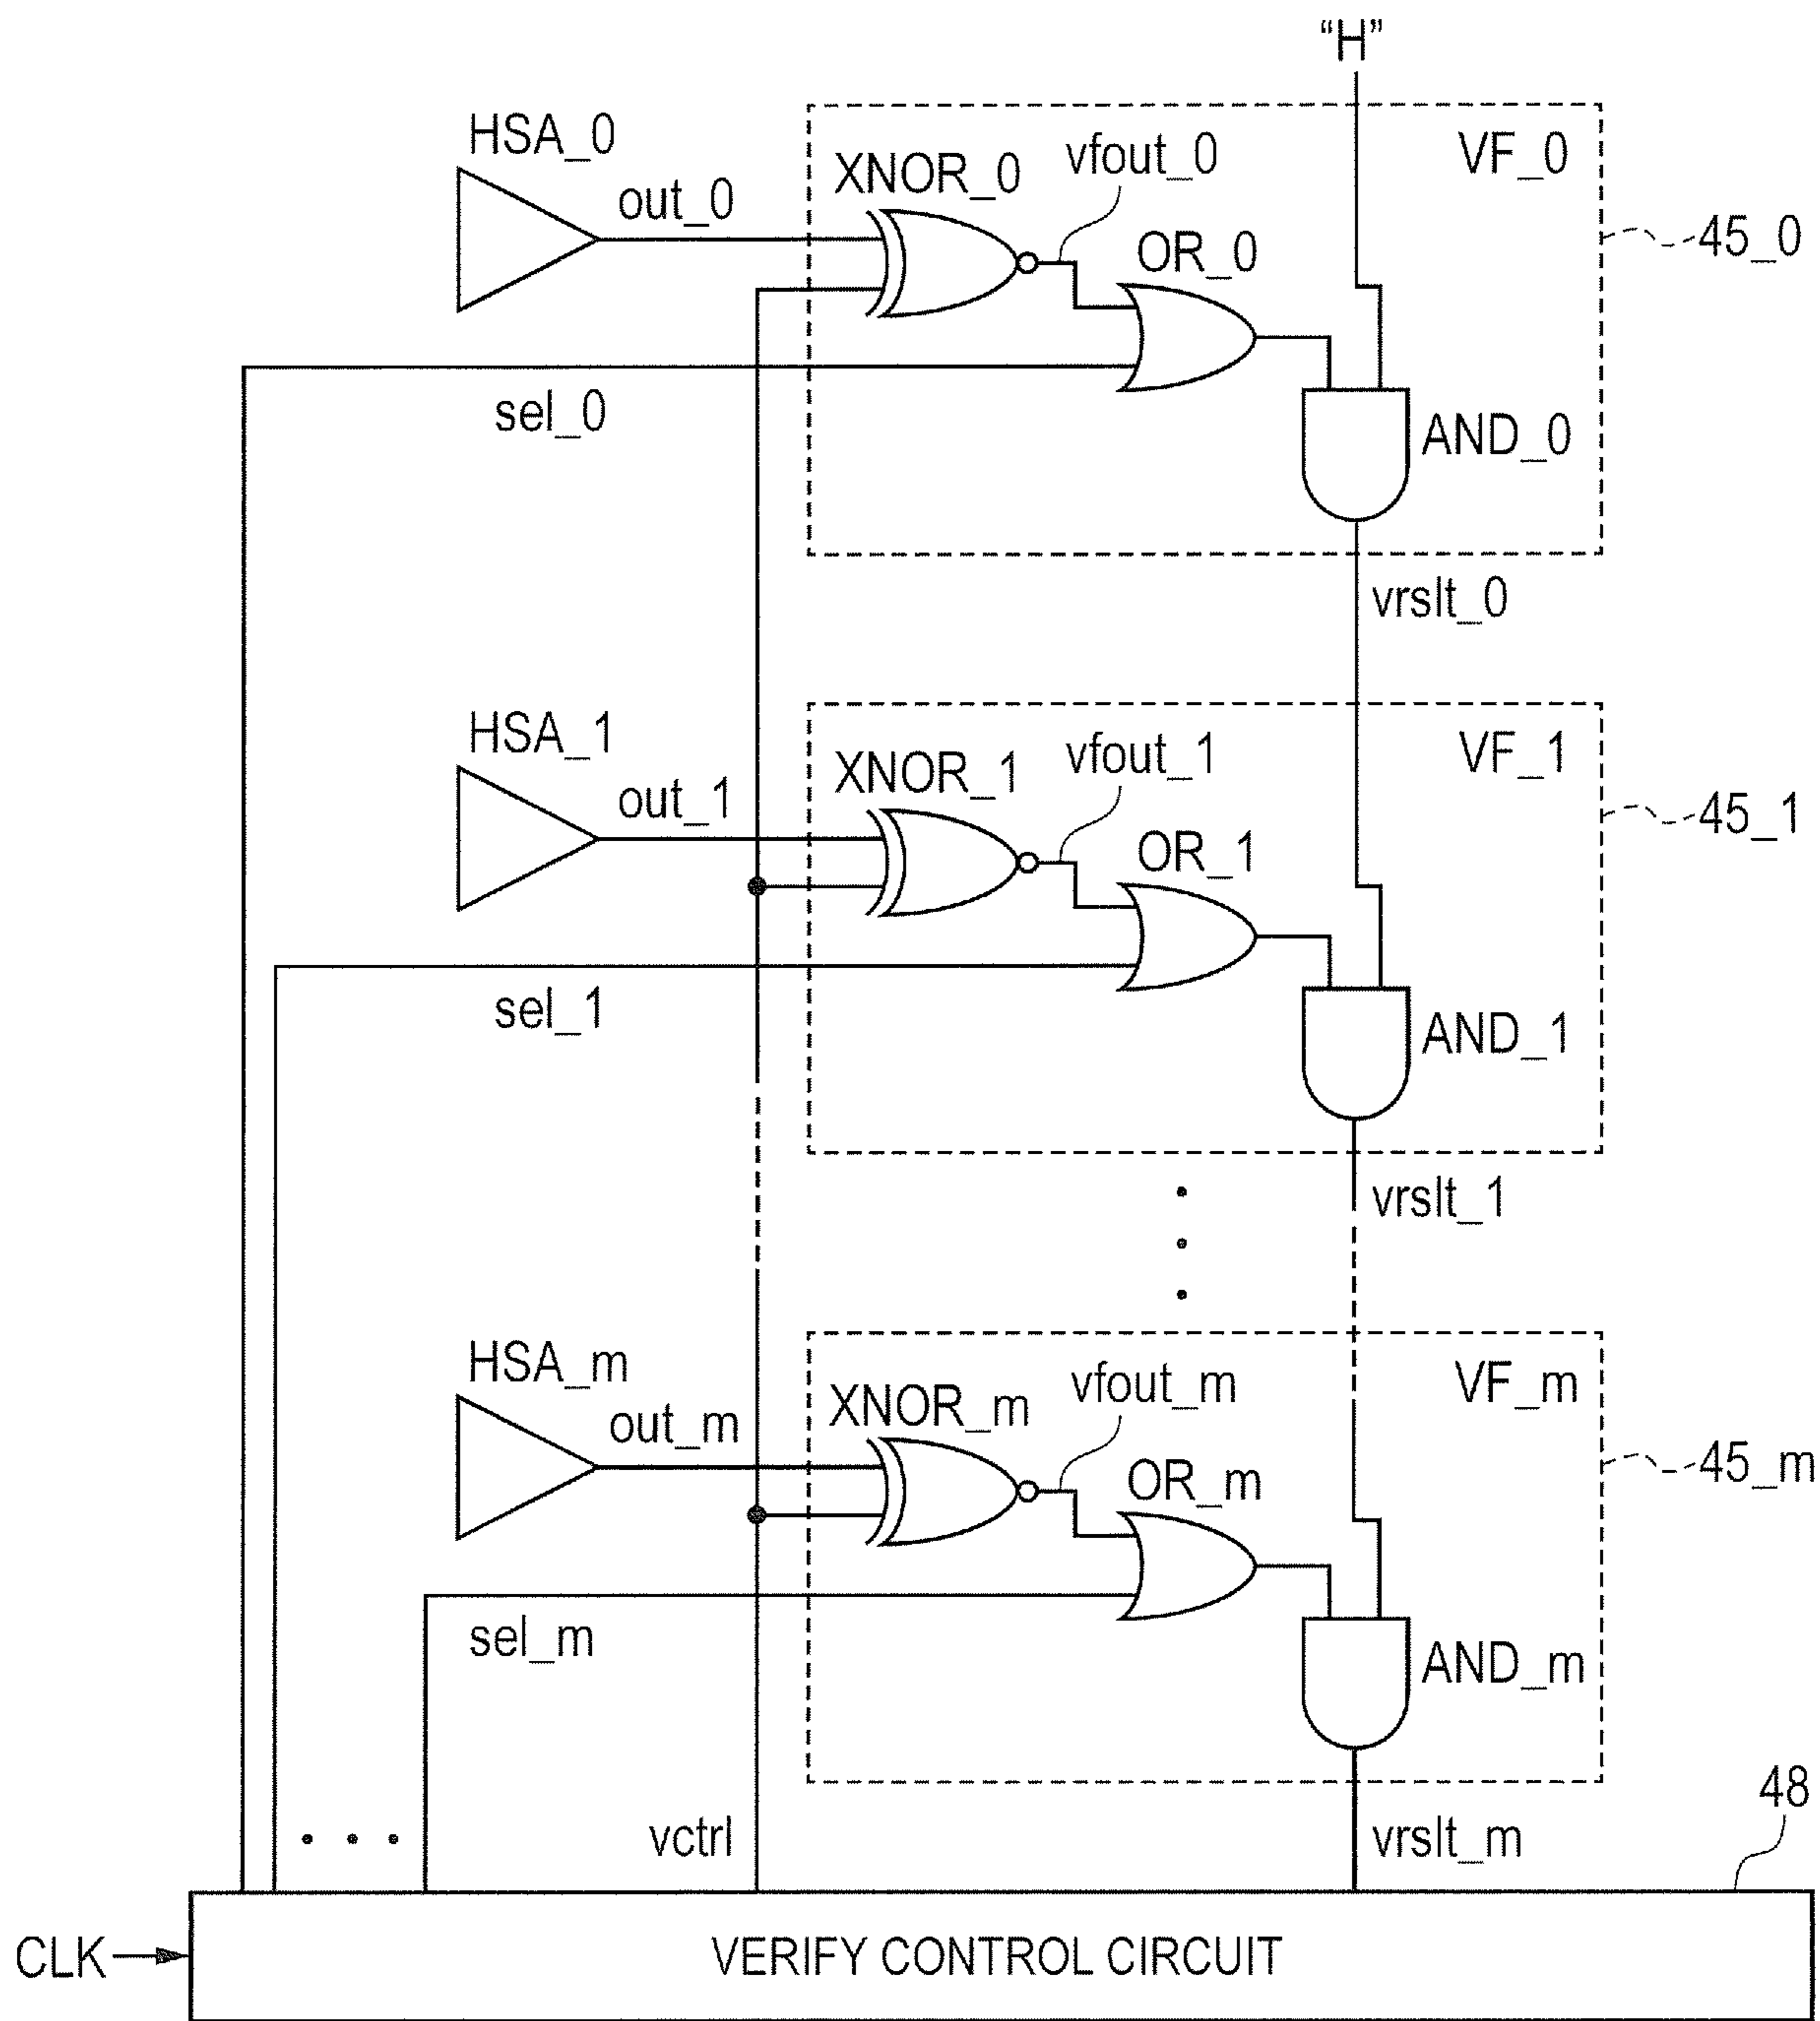 “H”
HSA_0
out_0
XNOR_0
vfout_0
VF_0
45_0
OR_0
sel_0
AND_0
vrslt_0
HSA_1
out_1
XNOR_1
vfout_1
VF_1
45_1
OR_1
sel_1
AND_1
vrslt_1
HSA_m
out_m
XNOR_m
vfout_m
VF_m
45_m
OR_m
sel_m
AND_m
vctrl
vrslt_m
48
CLK
VERIFY CONTROL CIRCUIT